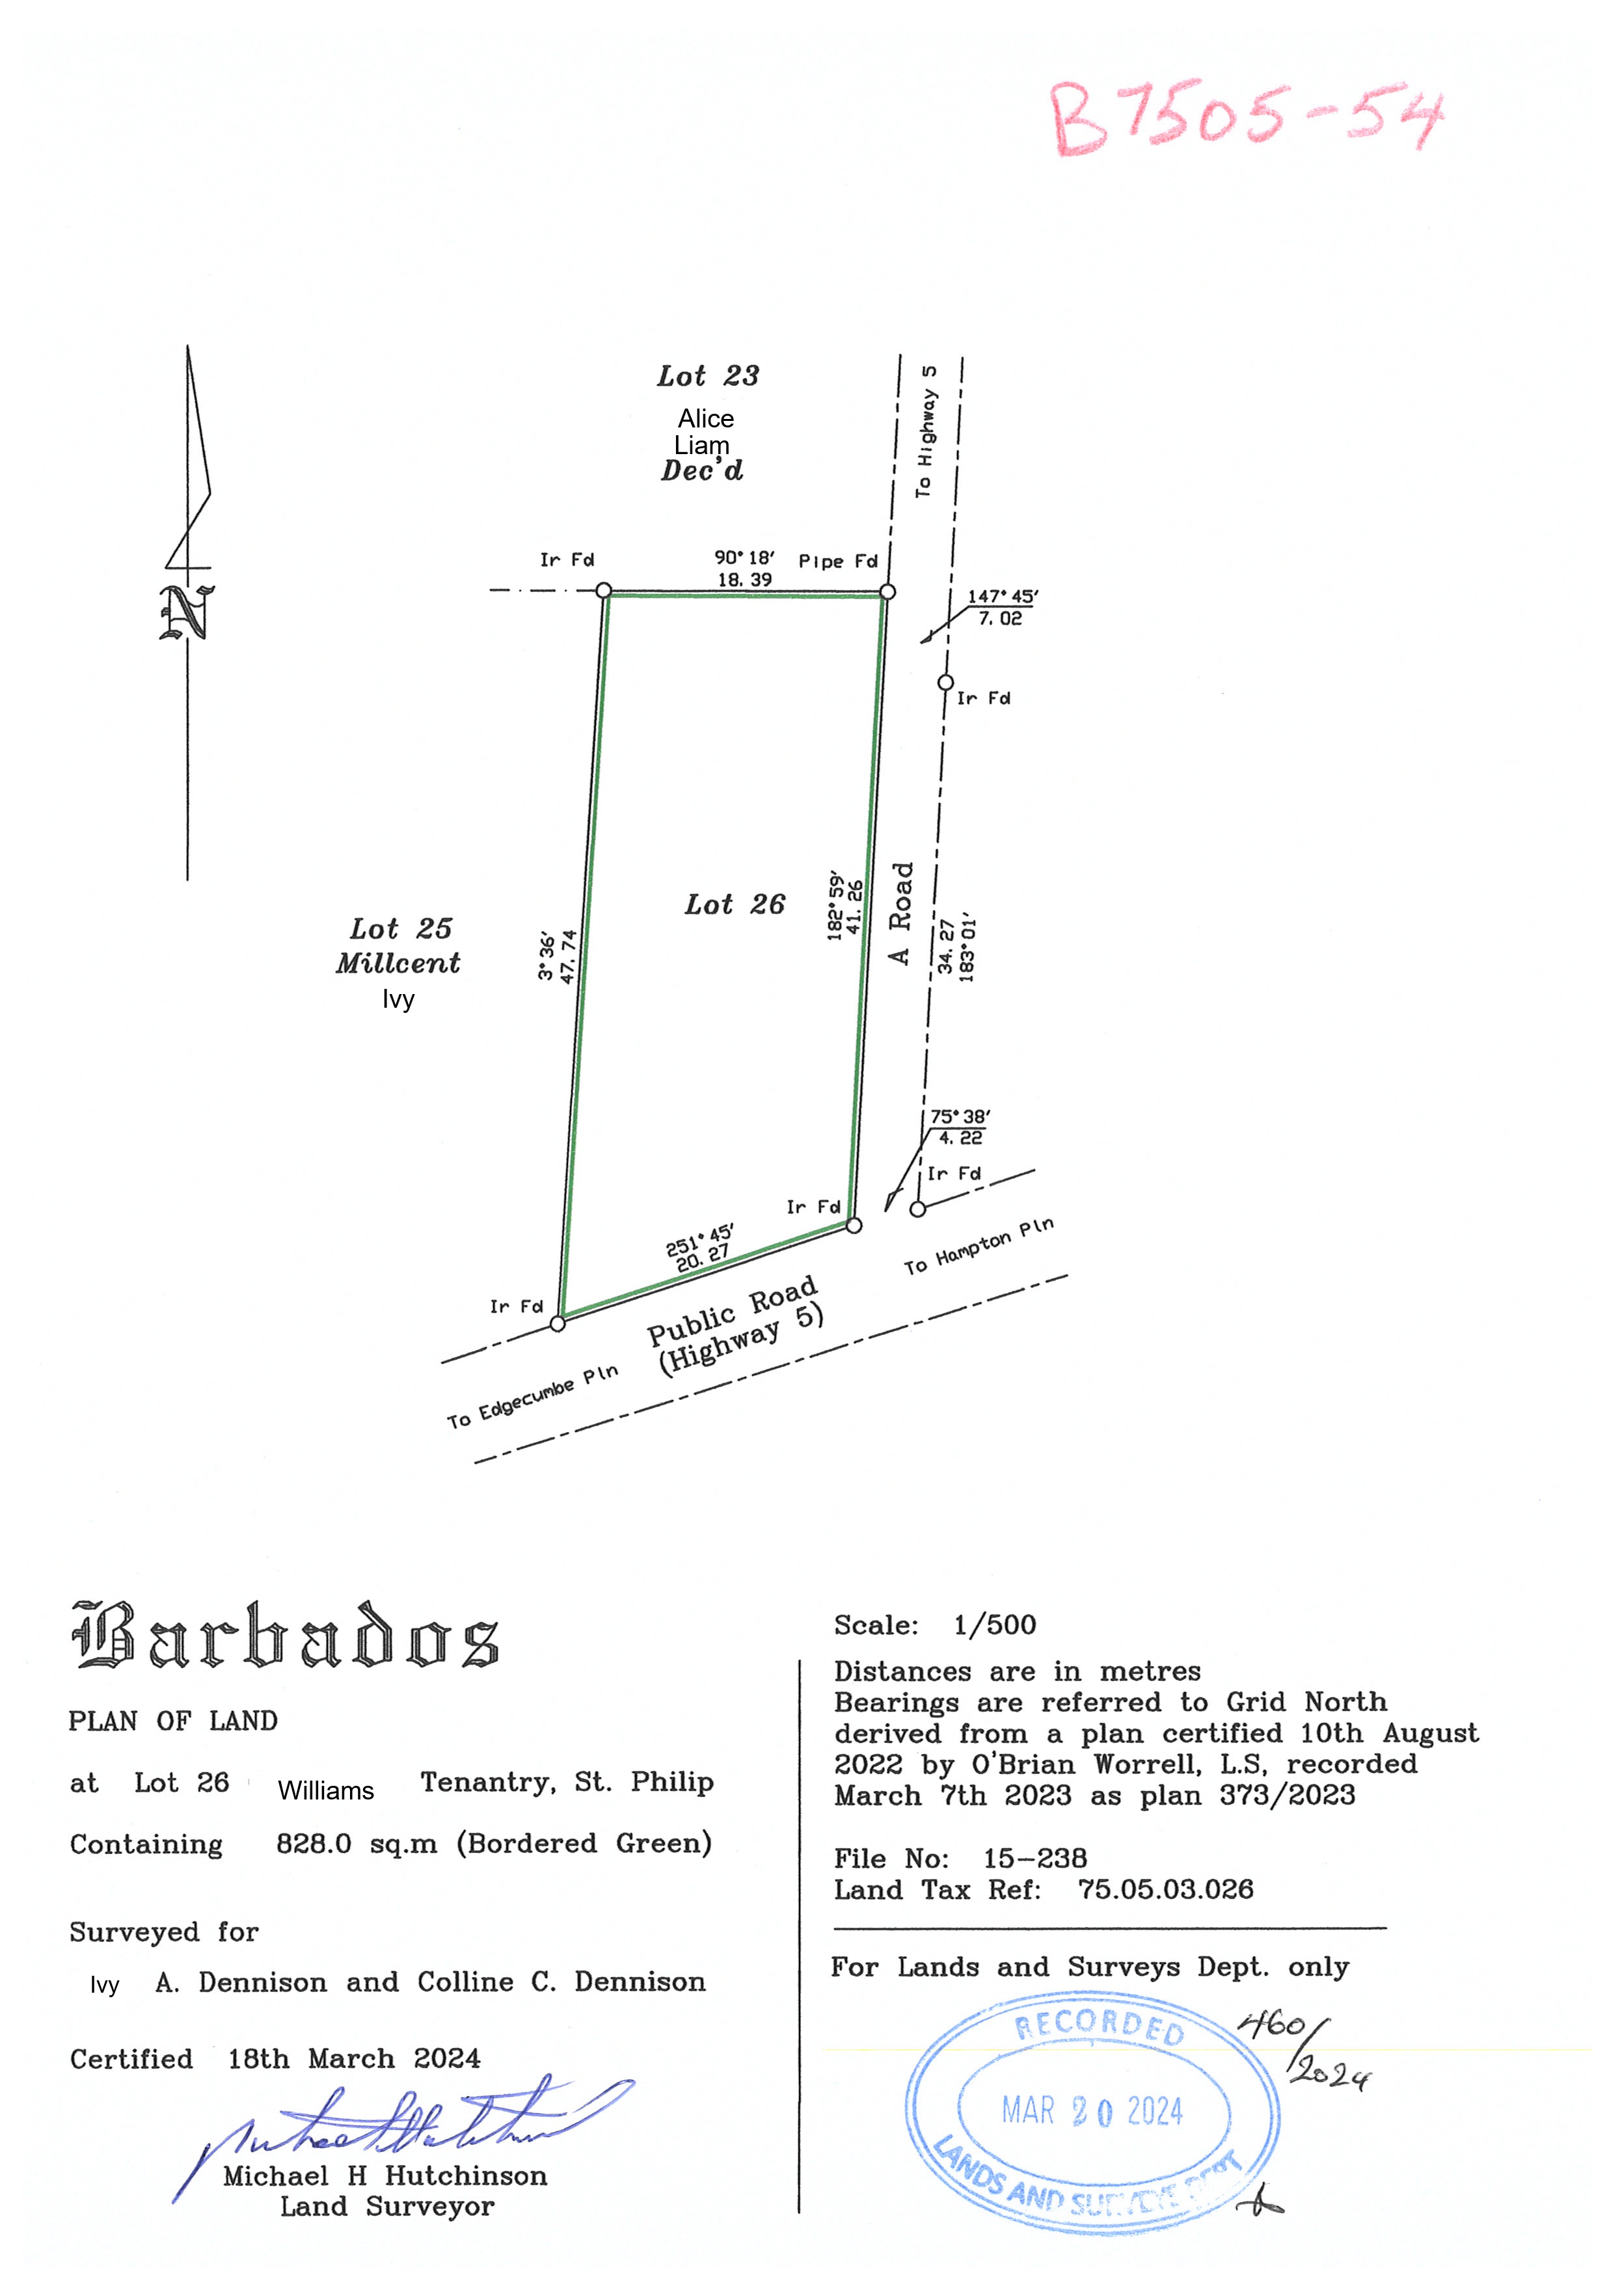 B7505-54
Lot 23
Alice
Liam
Dec'd
To Highway 5
Ir Fd
90° 18′
18. 39
Pipe Fd
147° 45′
7. 02
Ir Fd
N
Lot 26
182° 59′
41. 26
A Road
34. 27
183° 01′
3° 36′
47. 74
Lot 25
Millcent
Ivy
75° 38′
4. 22
Ir Fd
Ir Fd
251° 45′
20. 27
To Hampton Pln
Ir Fd
Public Road
(Highway 5)
To Edgecumbe Pln
Barbados
PLAN OF LAND
at Lot 26 Williams Tenantry, St. Philip
Containing 828.0 sq.m (Bordered Green)
Surveyed for
Ivy A. Dennison and Colline C. Dennison
Certified 18th March 2024
Michael H Hutchinson
Land Surveyor
Scale: 1/500
Distances are in metres
Bearings are referred to Grid North
derived from a plan certified 10th August
2022 by O'Brian Worrell, L.S, recorded
March 7th 2023 as plan 373/2023
File No: 15-238
Land Tax Ref: 75.05.03.026
For Lands and Surveys Dept. only
RECORDED
MAR 20 2024
LANDS AND SURVEYS DEPT
460/
2024